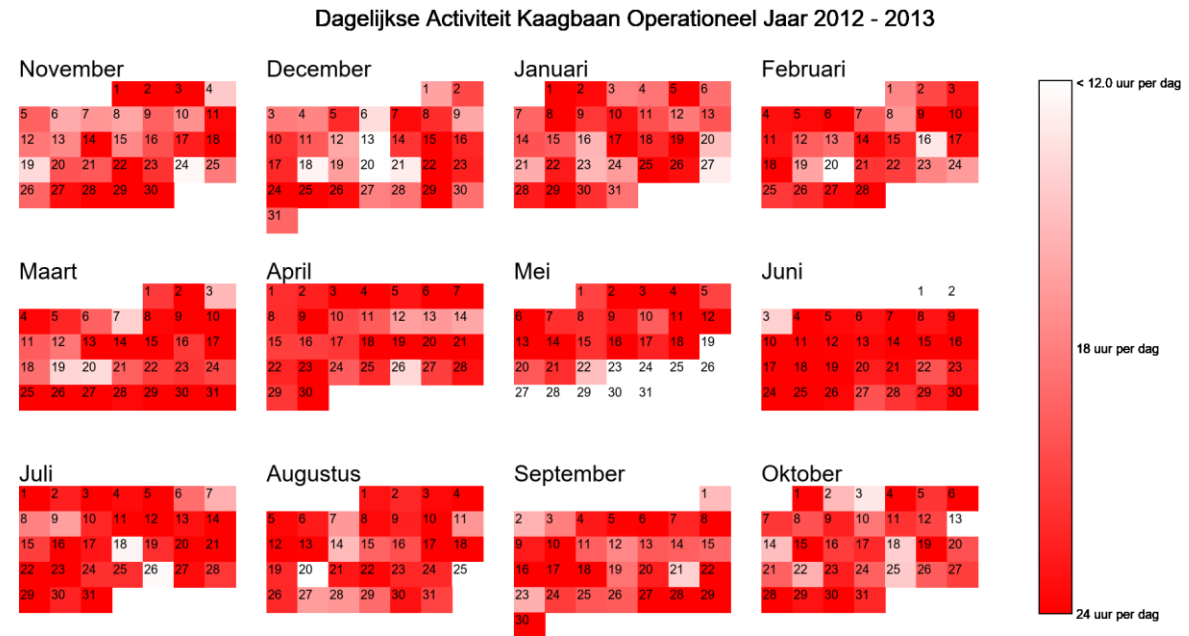 Dagelijkse Activiteit Kaagbaan Operationeel Jaar 2012 - 2013
November December Januari Februari
1 2 3 4 1 2 1 2 3 4 5 6 1 2 3
5 6 7 8 9 10 11 3 4 5 6 7 8 9 7 8 9 10 11 12 13 4 5 6 7 8 9 10
12 13 14 15 16 17 18 10 11 12 13 14 15 16 14 15 16 17 18 19 20 11 12 13 14 15 16 17
19 20 21 22 23 24 25 17 18 19 20 21 22 23 21 22 23 24 25 26 27 18 19 20 21 22 23 24
26 27 28 29 30 24 25 26 27 28 29 30 28 29 30 31 25 26 27 28
31
Maart April Mei Juni
1 2 3 1 2 3 4 5 6 7 1 2 3 4 5 1 2
4 5 6 7 8 9 10 8 9 10 11 12 13 14 6 7 8 9 10 11 12 3 4 5 6 7 8 9
11 12 13 14 15 16 17 15 16 17 18 19 20 21 13 14 15 16 17 18 19 10 11 12 13 14 15 16
18 19 20 21 22 23 24 22 23 24 25 26 27 28 20 21 22 23 24 25 26 17 18 19 20 21 22 23
25 26 27 28 29 30 31 29 30 27 28 29 30 31 24 25 26 27 28 29 30
Juli Augustus September Oktober
1 2 3 4 5 6 7 1 2 3 4 1 1 2 3 4 5 6
8 9 10 11 12 13 14 5 6 7 8 9 10 11 2 3 4 5 6 7 8 7 8 9 10 11 12 13
15 16 17 18 19 20 21 12 13 14 15 16 17 18 9 10 11 12 13 14 15 14 15 16 17 18 19 20
22 23 24 25 26 27 28 19 20 21 22 23 24 25 16 17 18 19 20 21 22 21 22 23 24 25 26 27
29 30 31 26 27 28 29 30 31 23 24 25 26 27 28 29 28 29 30 31
30
< 12.0 uur per dag
18 uur per dag
24 uur per dag